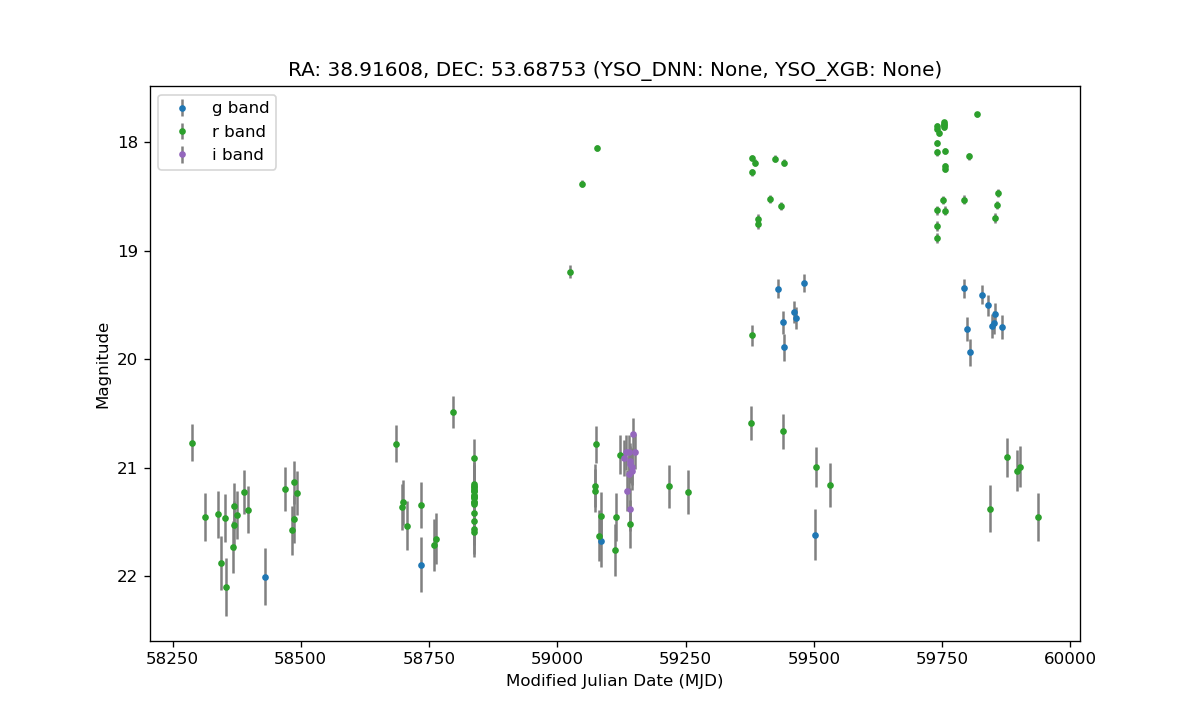 RA: 38.91608, DEC: 53.68753 (YSO_DNN: None, YSO_XGB: None)
g band
r band
i band
Magnitude
18
19
20
21
22
58250 58500 58750 59000 59250 59500 59750 60000
Modified Julian Date (MJD)